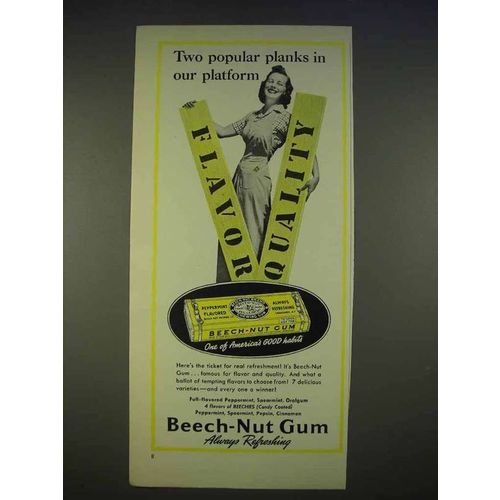 Two popular planks in
our platform
FLAVOR
QUALITY
PEPPERMINT
FLAVORED
ALWAYS
REFRESHING
BEECH-NUT GUM
One of America's GOOD habits
Here's the ticket for real refreshment! It's Beech-Nut
Gum . . . famous for flavor and quality. And what a
ballot of tempting flavors to choose from! 7 delicious
varieties—and every one a winner!
Full-flavored Peppermint, Spearmint, Oralgum
4 flavors of BEECHIES (Candy Coated)
Peppermint, Spearmint, Pepsin, Cinnamon
Beech-Nut Gum
Always Refreshing
8